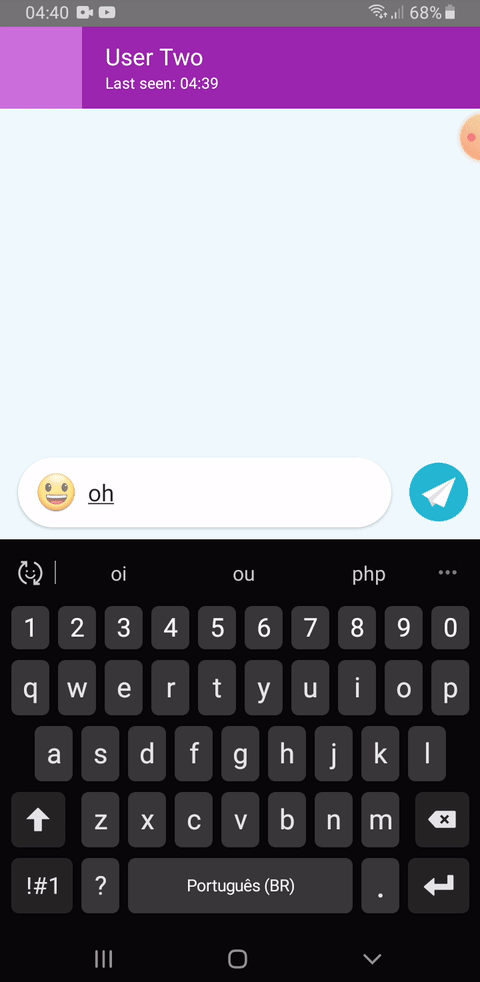 04:40 68%
User Two
Last seen: 04:39
oh
oi ou php
1 2 3 4 5 6 7 8 9 0
q w e r t y u i o p
a s d f g h j k l
z x c v b n m
!#1 ? Português (BR) .